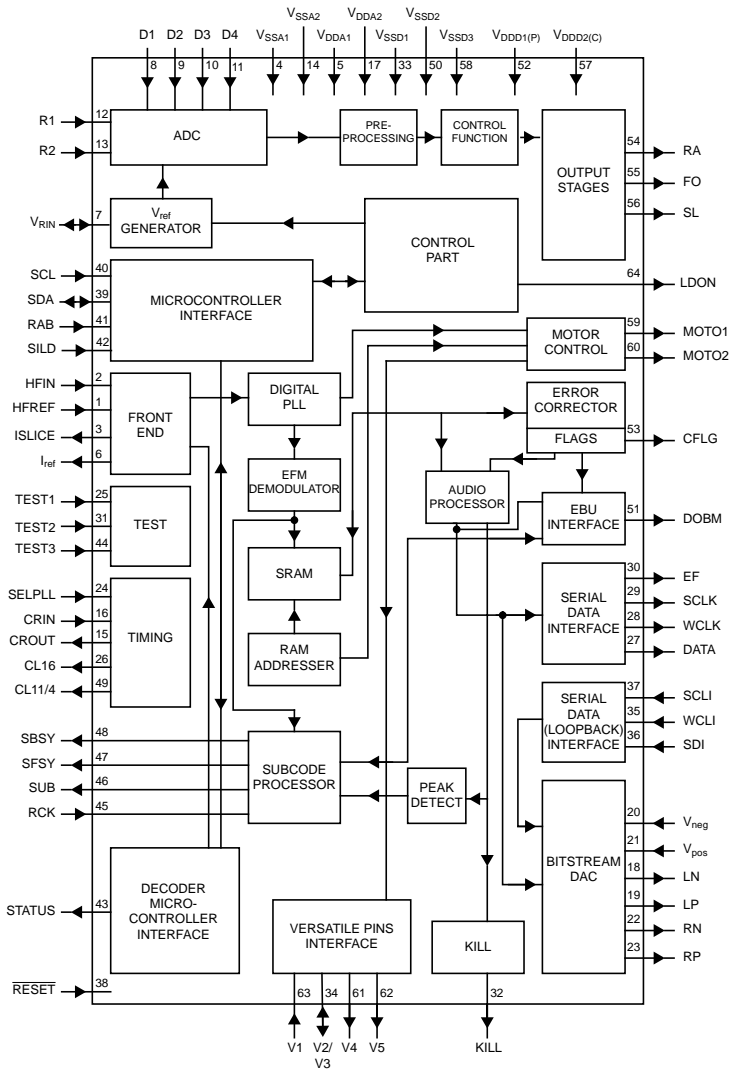 VSSA2 VDDA2 VSSD2
D1 D2 D3 D4 VSSA1 VDDA1 VSSD1 VSSD3 VDDD1(P) VDDD2(C)
8 9 10 11 4 14 5 17 33 50 58 52 57
R1 12
R2 13
ADC
PRE-
PROCESSING
CONTROL
FUNCTION
OUTPUT
STAGES
54 RA
55 FO
56 SL
VRIN 7
Vref
GENERATOR
CONTROL
PART
64 LDON
SCL 40
SDA 39
RAB 41
SILD 42
MICROCONTROLLER
INTERFACE
MOTOR
CONTROL
59 MOTO1
60 MOTO2
HFIN 2
HFREF 1
ISLICE 3
Iref 6
FRONT
END
DIGITAL
PLL
ERROR
CORRECTOR
FLAGS
53 CFLG
EFM
DEMODULATOR
AUDIO
PROCESSOR
EBU
INTERFACE
51 DOBM
TEST1 25
TEST2 31
TEST3 44
TEST
SRAM
RAM
ADDRESSER
SERIAL
DATA
INTERFACE
30 EF
29 SCLK
28 WCLK
27 DATA
SELPLL 24
CRIN 16
CROUT 15
CL16 26
CL11/4 49
TIMING
SERIAL
DATA
(LOOPBACK)
INTERFACE
37 SCLI
35 WCLI
36 SDI
SBSY 48
SFSY 47
SUB 46
RCK 45
SUBCODE
PROCESSOR
PEAK
DETECT
BITSTREAM
DAC
20 Vneg
21 Vpos
18 LN
19 LP
22 RN
23 RP
STATUS 43
DECODER
MICRO-
CONTROLLER
INTERFACE
VERSATILE PINS
INTERFACE
KILL
RESET 38
63 34 61 62 32
V1 V2/ V4 V5 KILL
V3